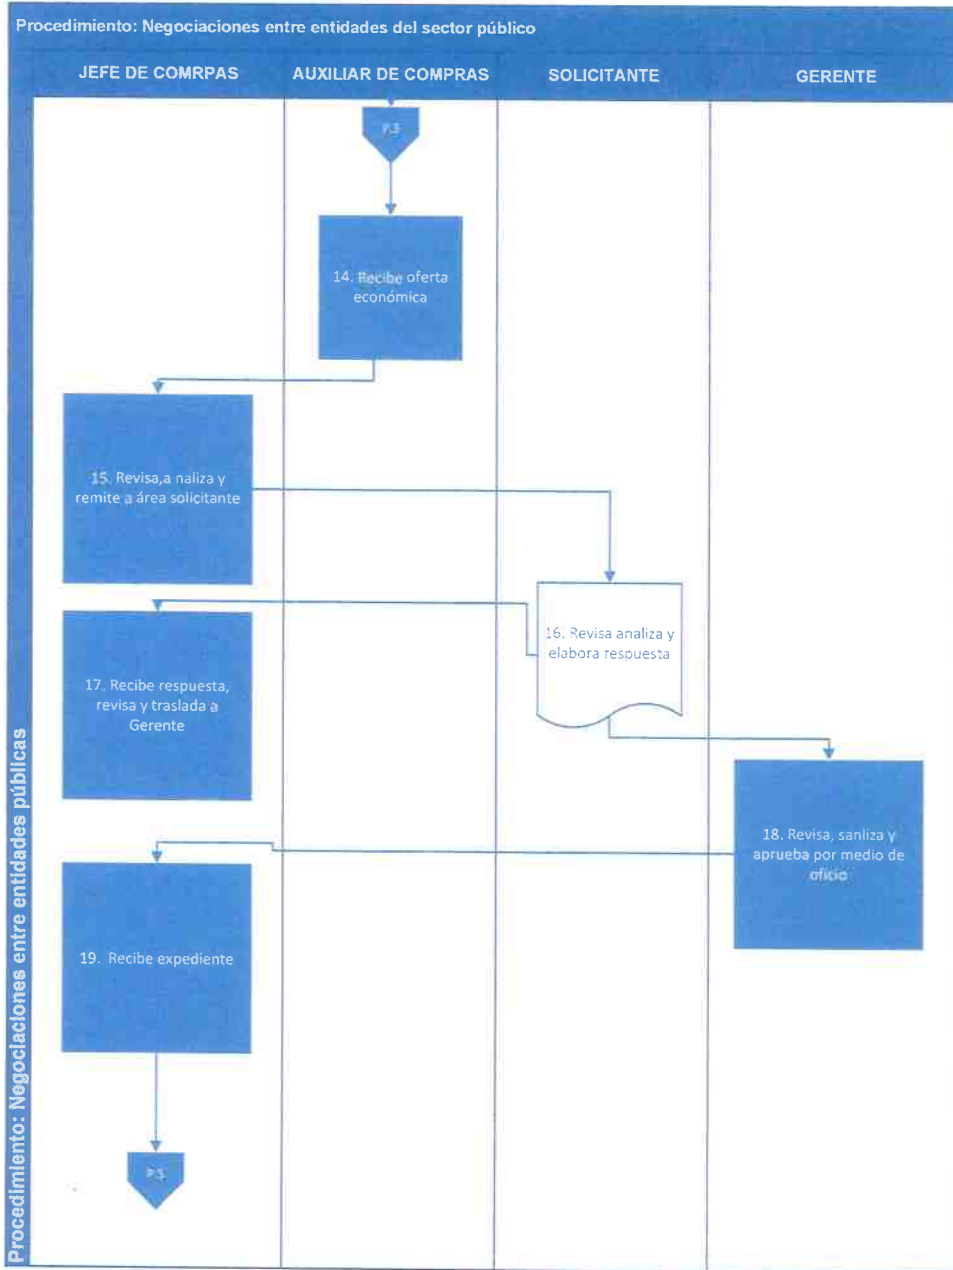 Procedimiento: Negociaciones entre entidades del sector público
JEFE DE COMRPAS
AUXILIAR DE COMPRAS
SOLICITANTE
GERENTE
14. Recibe oferta
económica
15. Revisa,a naliza y
remite a área solicitante
16. Revisa analiza y
elabora respuesta
17. Recibe respuesta,
revisa y traslada a
Gerente
18. Revisa, sanliza y
aprueba por medio de
oficio
19. Recibe expediente
Procedimiento: Negociaciones entre entidades públicas